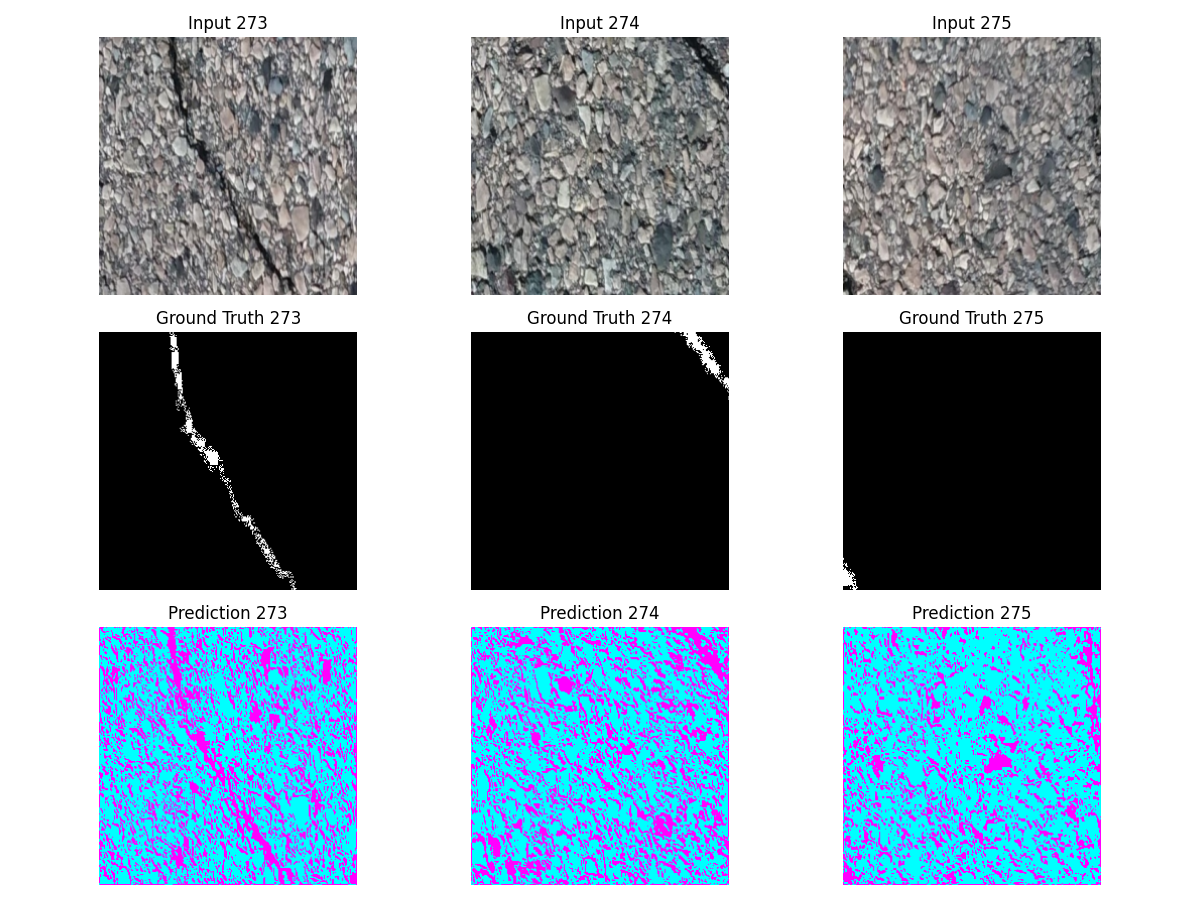 Input 273
Input 274
Input 275
Ground Truth 273
Ground Truth 274
Ground Truth 275
Prediction 273
Prediction 274
Prediction 275